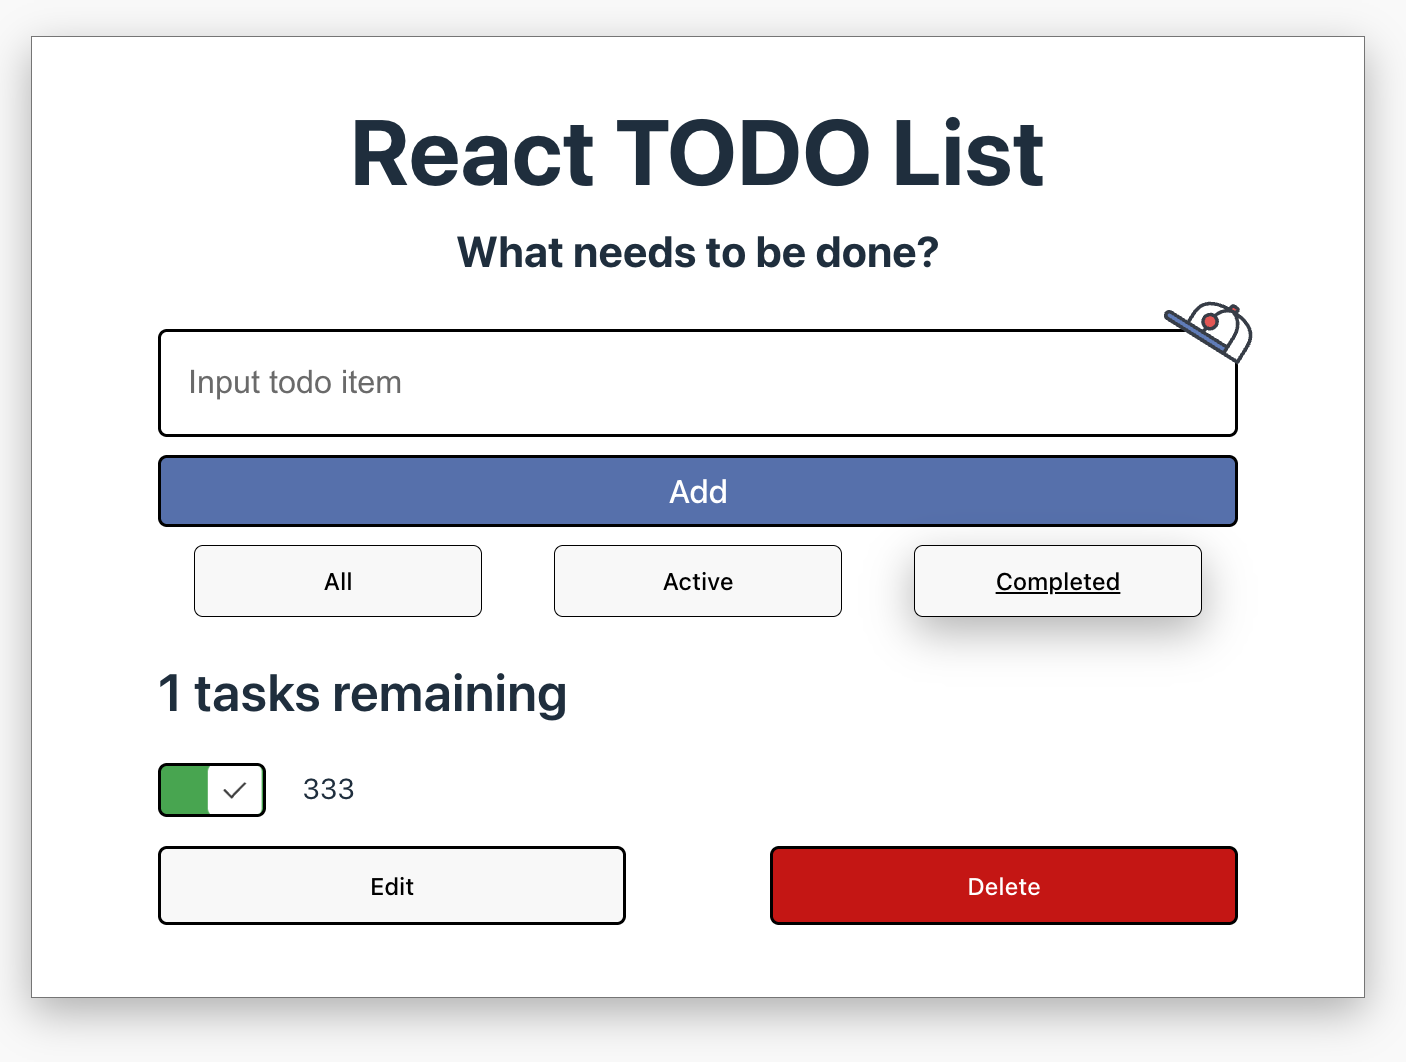 React TODO List
What needs to be done?
Input todo item
Add
All
Active
Completed
1 tasks remaining
333
Edit
Delete